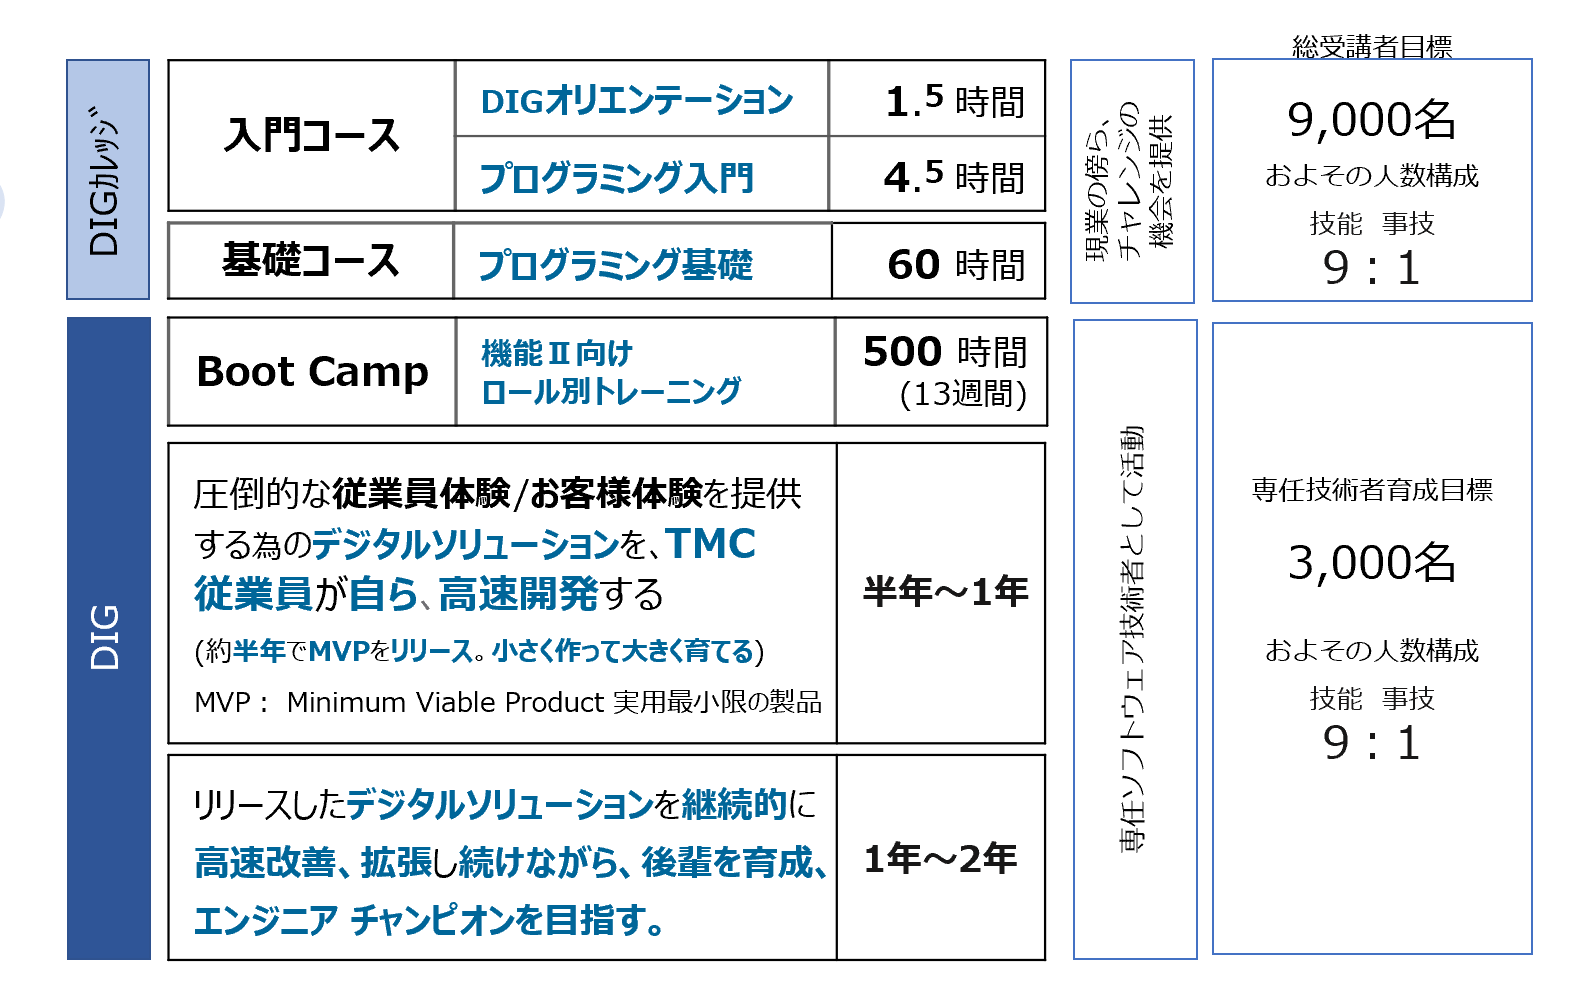 総受講者目標
DIGｶﾚｯｼﾞ
入門コース
DIGオリエンテーション
1.5 時間
プログラミング入門
4.5 時間
基礎コース
プログラミング基礎
60 時間
現業の傍ら、
チャレンジの
機会を提供
9,000名
およその人数構成
技能 事技
9：1
DIG
Boot Camp
機能Ⅱ向け
ロール別トレーニング
500 時間
(13週間)
圧倒的な従業員体験/お客様体験を提供
する為のデジタルソリューションを、TMC
従業員が自ら、高速開発する
(約半年でMVPをリリース。小さく作って大きく育てる)
MVP： Minimum Viable Product 実用最小限の製品
半年～1年
リリースしたデジタルソリューションを継続的に
高速改善、拡張し続けながら、後輩を育成、
エンジニア チャンピオンを目指す。
1年～2年
専任ソフトウェア技術者として活動
専任技術者育成目標
3,000名
およその人数構成
技能 事技
9：1